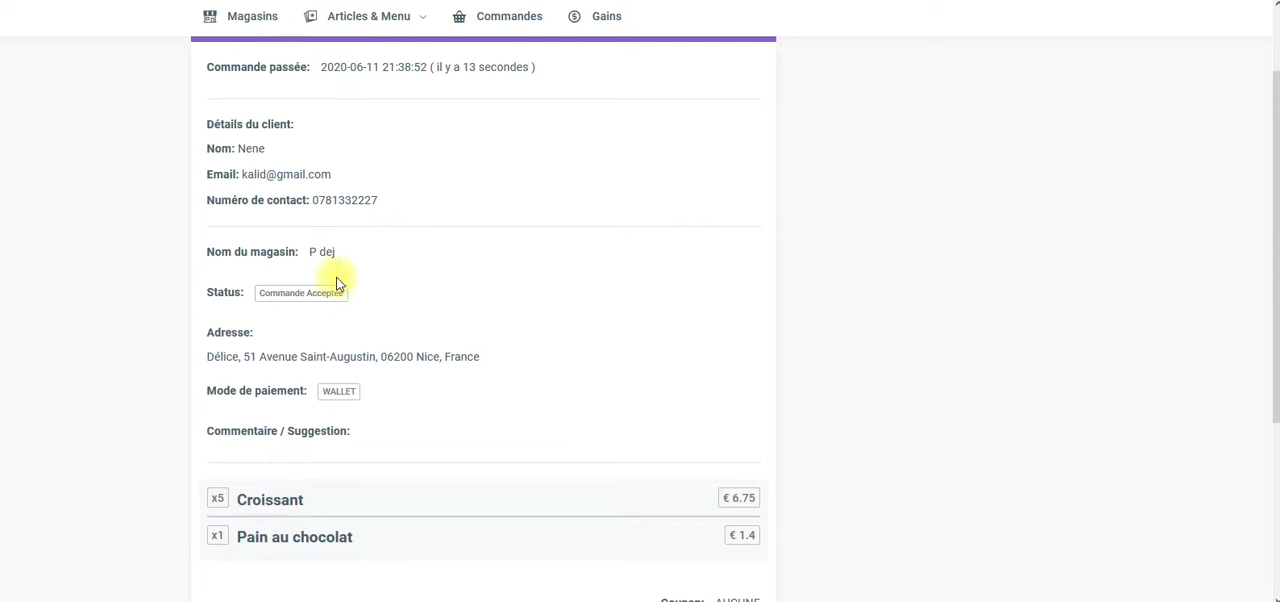 Magasins Articles & Menu Commandes Gains
Commande passée: 2020-06-11 21:38:52 ( il y a 13 secondes )
Détails du client:
Nom: Nene
Email: kalid@gmail.com
Numéro de contact: 0781332227
Nom du magasin: P dej
Status: Commande Acceptée
Adresse:
Délice, 51 Avenue Saint-Augustin, 06200 Nice, France
Mode de paiement: WALLET
Commentaire / Suggestion:
x5 Croissant € 6.75
x1 Pain au chocolat € 1.4
Coupon: AUCUNE